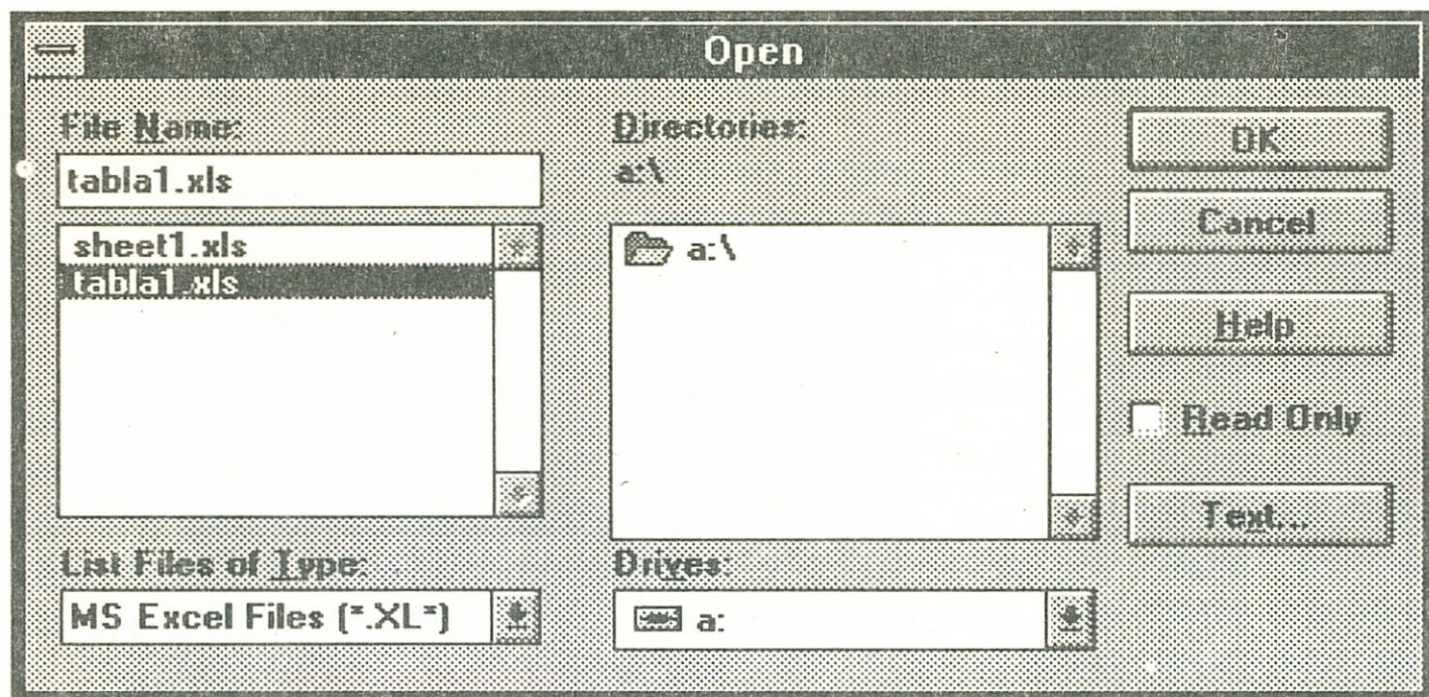 Open
File Name:
tabla1.xls
sheet1.xls
tabla1.xls
List Files of Type:
MS Excel Files (*.XL*)
Directories:
a:\
a:\
Drives:
a:
OK
Cancel
Help
Read Only
Text...